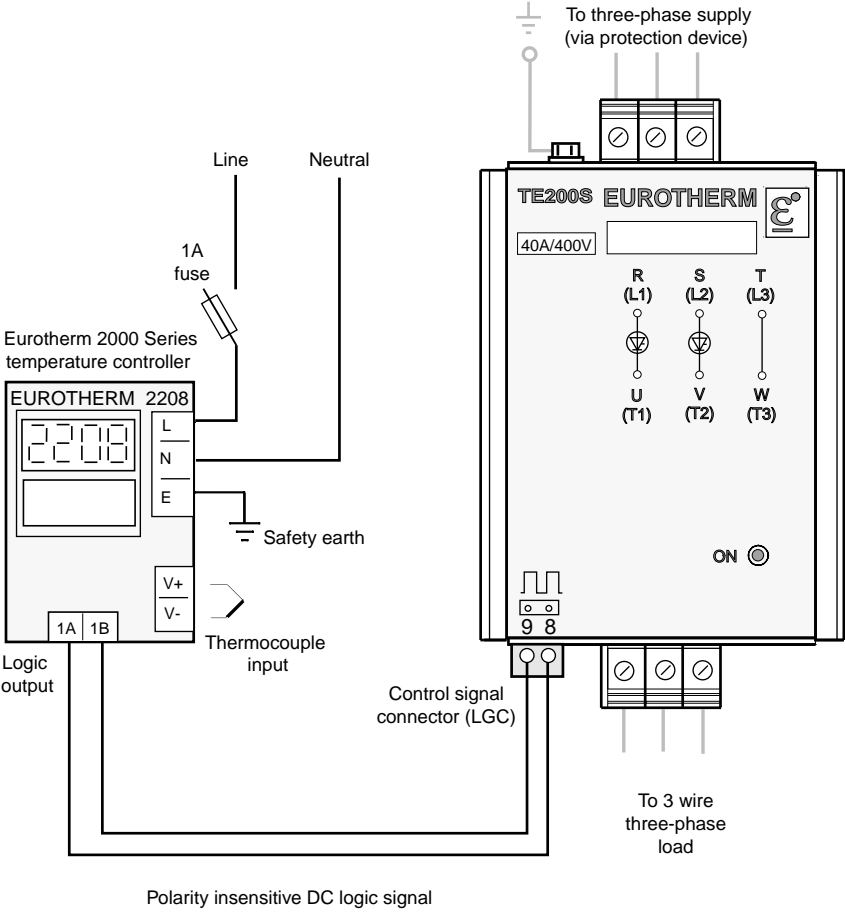 To three-phase supply
(via protection device)
Line
Neutral
1A
fuse
Eurotherm 2000 Series
temperature controller
EUROTHERM 2208
2208
L
N
E
Safety earth
V+
V-
Thermocouple
input
1A 1B
Logic
output
TE200S EUROTHERM ε
40A/400V
R S T
(L1) (L2) (L3)
U V W
(T1) (T2) (T3)
ON
9 8
Control signal
connector (LGC)
To 3 wire
three-phase
load
Polarity insensitive DC logic signal